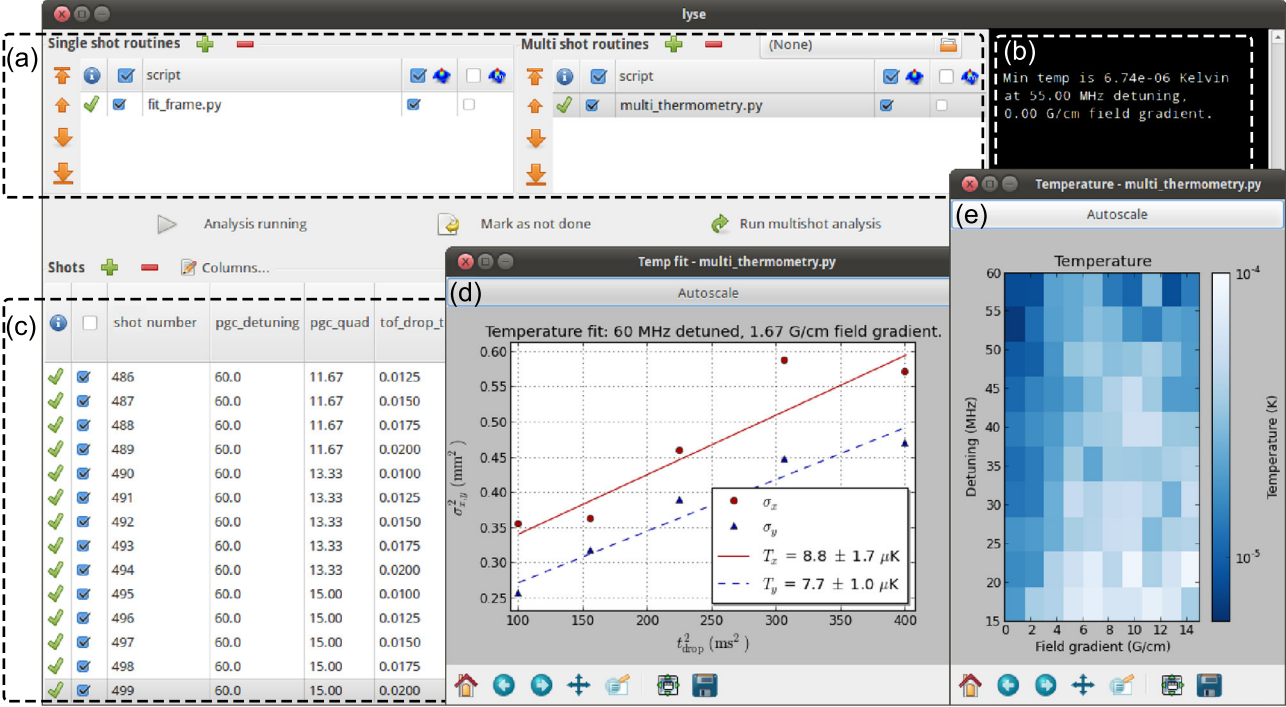 lyse
(a)
Single shot routines
Multi shot routines
(None)
script
fit_frame.py
script
multi_thermometry.py
(b)
Min temp is 6.74e-06 Kelvin
at 55.00 MHz detuning,
0.00 G/cm field gradient.
Analysis running
Mark as not done
Run multishot analysis
Shots
Columns...
(c)
shot number pgc_detuning pgc_quad tof_drop_t
486 60.0 11.67 0.0125
487 60.0 11.67 0.0150
488 60.0 11.67 0.0175
489 60.0 11.67 0.0200
490 60.0 13.33 0.0100
491 60.0 13.33 0.0125
492 60.0 13.33 0.0150
493 60.0 13.33 0.0175
494 60.0 13.33 0.0200
495 60.0 15.00 0.0100
496 60.0 15.00 0.0125
497 60.0 15.00 0.0150
498 60.0 15.00 0.0175
499 60.0 15.00 0.0200
Temp fit - multi_thermometry.py
(d)
Autoscale
Temperature fit: 60 MHz detuned, 1.67 G/cm field gradient.
σ²x,y (mm²)
0.60
0.55
0.50
0.45
0.40
0.35
0.30
0.25
σx
σy
Tx = 8.8 ± 1.7 μK
Ty = 7.7 ± 1.0 μK
100 150 200 250 300 350 400
t²drop (ms²)
Temperature - multi_thermometry.py
(e)
Autoscale
Temperature
Detuning (MHz)
60
55
50
45
40
35
30
25
20
15
0 2 4 6 8 10 12 14
Field gradient (G/cm)
10⁻⁴
10⁻⁵
Temperature (K)